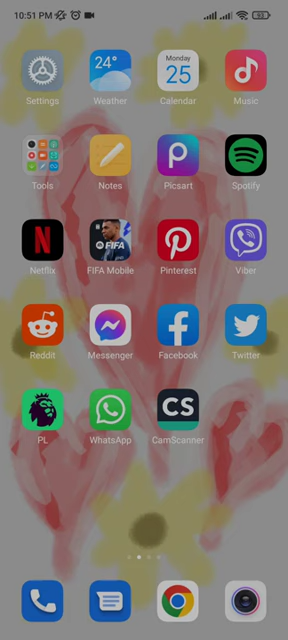 10:51 PM 93
24°
Monday
25
Settings Weather Calendar Music
Tools Notes Picsart Spotify
N FIFA
Netflix FIFA Mobile Pinterest Viber
Reddit Messenger Facebook Twitter
CS
PL WhatsApp CamScanner